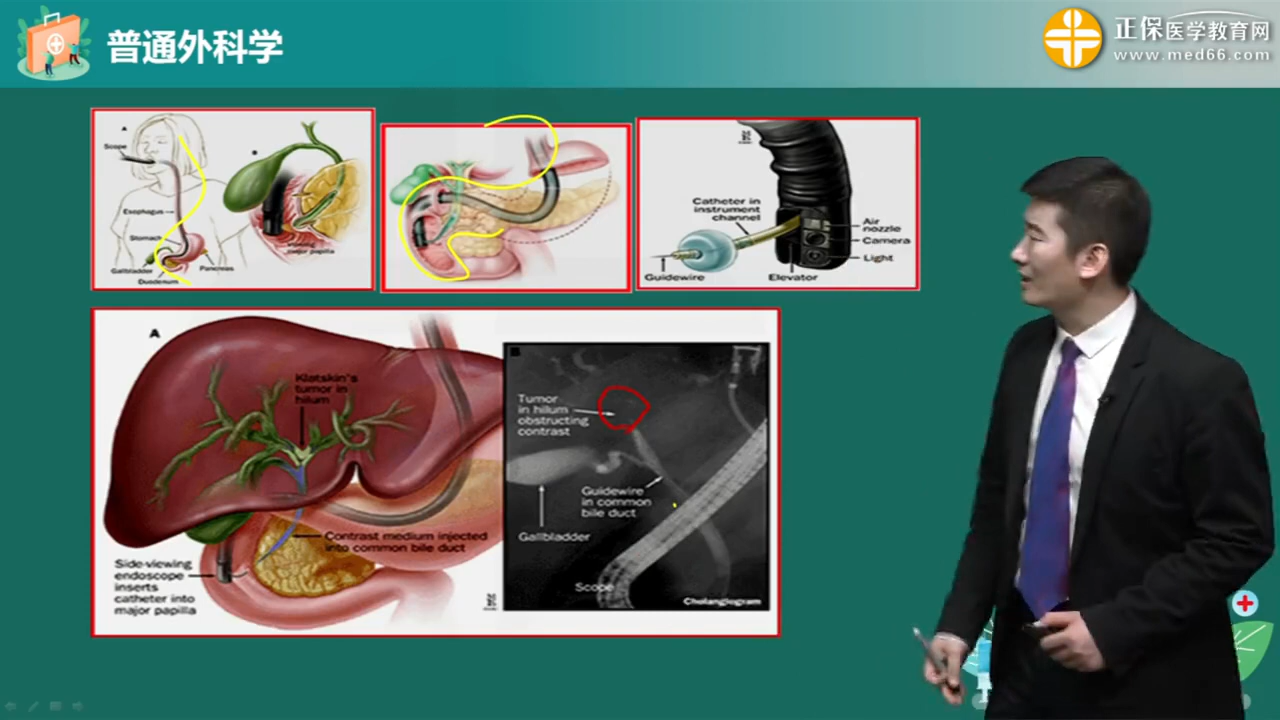 普通外科学
正保医学教育网
www.med66.com
A
Scope
Esophagus
Stomach
Gallbladder
Duodenum
Pancreas
B
major papilla
Catheter in
instrument
channel
Guidewire
Elevator
Air
nozzle
Camera
Light
A
Klatskin's
tumor in
hilum
Contrast medium injected
into common bile duct
Side-viewing
endoscope
inserts
catheter into
major papilla
Tumor
in hilum
obstructing
contrast
Guidewire
in common
bile duct
Gallbladder
Scope
Cholangiogram